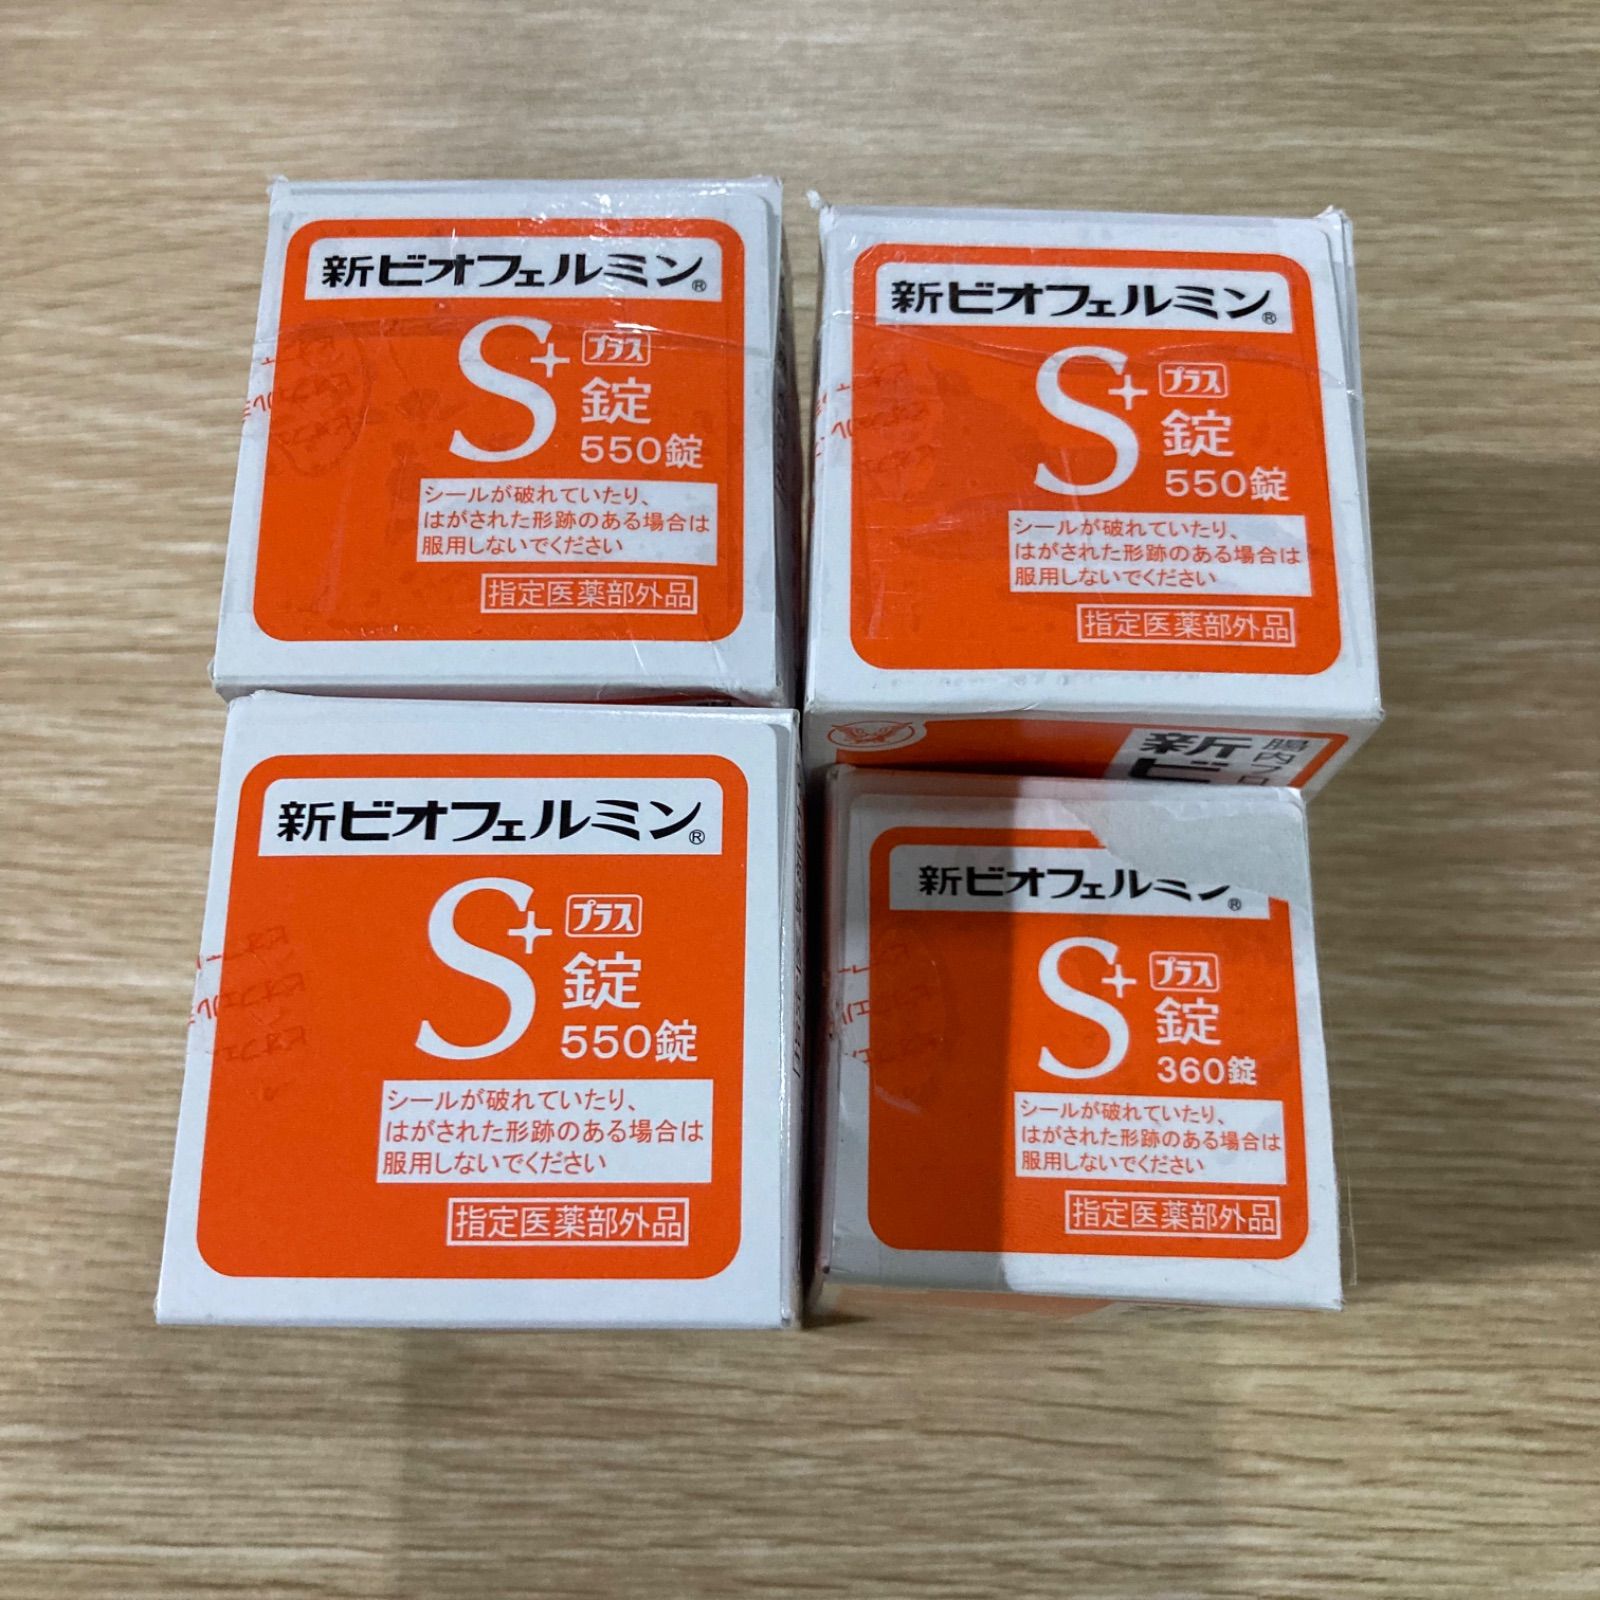 新ビオフェルミン®
S+
プラス
錠
550錠
シールが破れていたり、
はがされた形跡のある場合は
服用しないでください
指定医薬部外品
新ビオフェルミン®
S+
プラス
錠
550錠
シールが破れていたり、
はがされた形跡のある場合は
服用しないでください
指定医薬部外品
腸内フロ
新ビ
新ビオフェルミン®
S+
プラス
錠
550錠
シールが破れていたり、
はがされた形跡のある場合は
服用しないでください
指定医薬部外品
新ビオフェルミン®
S+
プラス
錠
360錠
シールが破れていたり、
はがされた形跡のある場合は
服用しないでください
指定医薬部外品